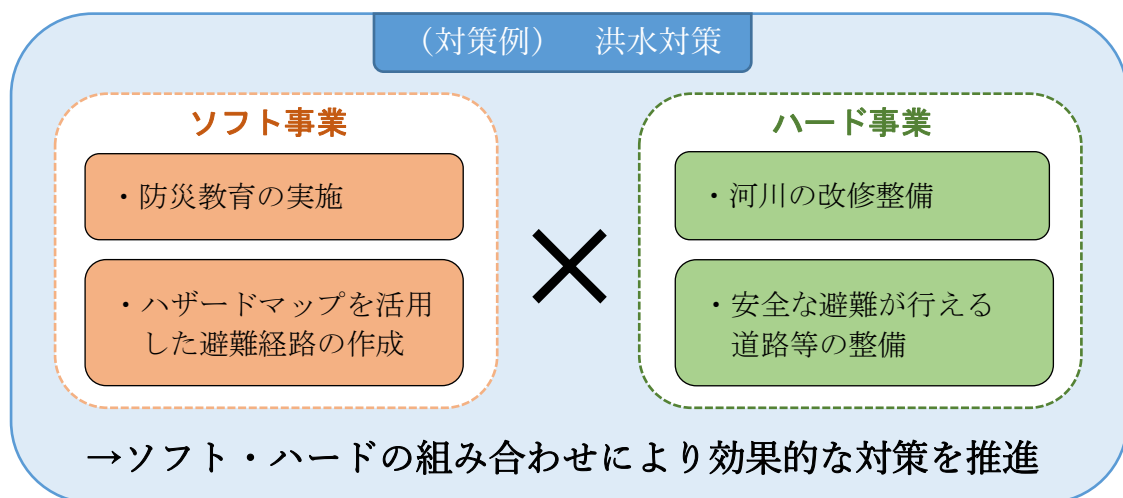 （対策例）　洪水対策
ソフト事業
・防災教育の実施
・ハザードマップを活用
した避難経路の作成
×
ハード事業
・河川の改修整備
・安全な避難が行える
道路等の整備
→ソフト・ハードの組み合わせにより効果的な対策を推進